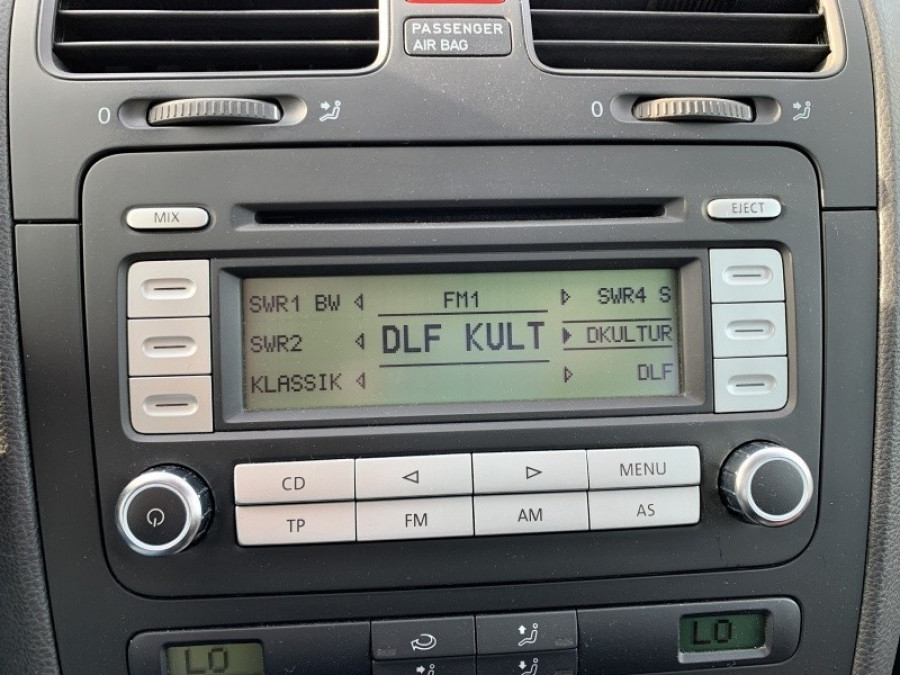 PASSENGER
AIR BAG
0
0
MIX
EJECT
SWR1 BW
FM1
SWR4 S
SWR2
DLF KULT
DKULTUR
KLASSIK
DLF
CD
MENU
TP
FM
AM
AS
LO
LO